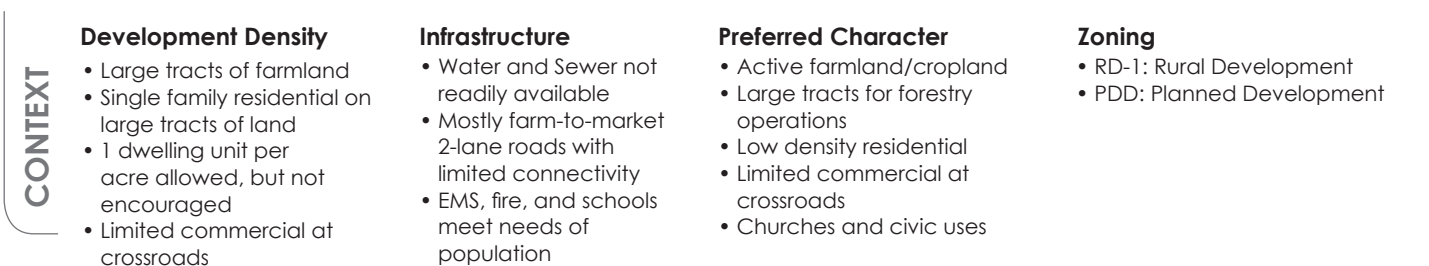 CONTEXT
Development Density
• Large tracts of farmland
• Single family residential on
large tracts of land
• 1 dwelling unit per
acre allowed, but not
encouraged
• Limited commercial at
crossroads
Infrastructure
• Water and Sewer not
readily available
• Mostly farm-to-market
2-lane roads with
limited connectivity
• EMS, fire, and schools
meet needs of
population
Preferred Character
• Active farmland/cropland
• Large tracts for forestry
operations
• Low density residential
• Limited commercial at
crossroads
• Churches and civic uses
Zoning
• RD-1: Rural Development
• PDD: Planned Development